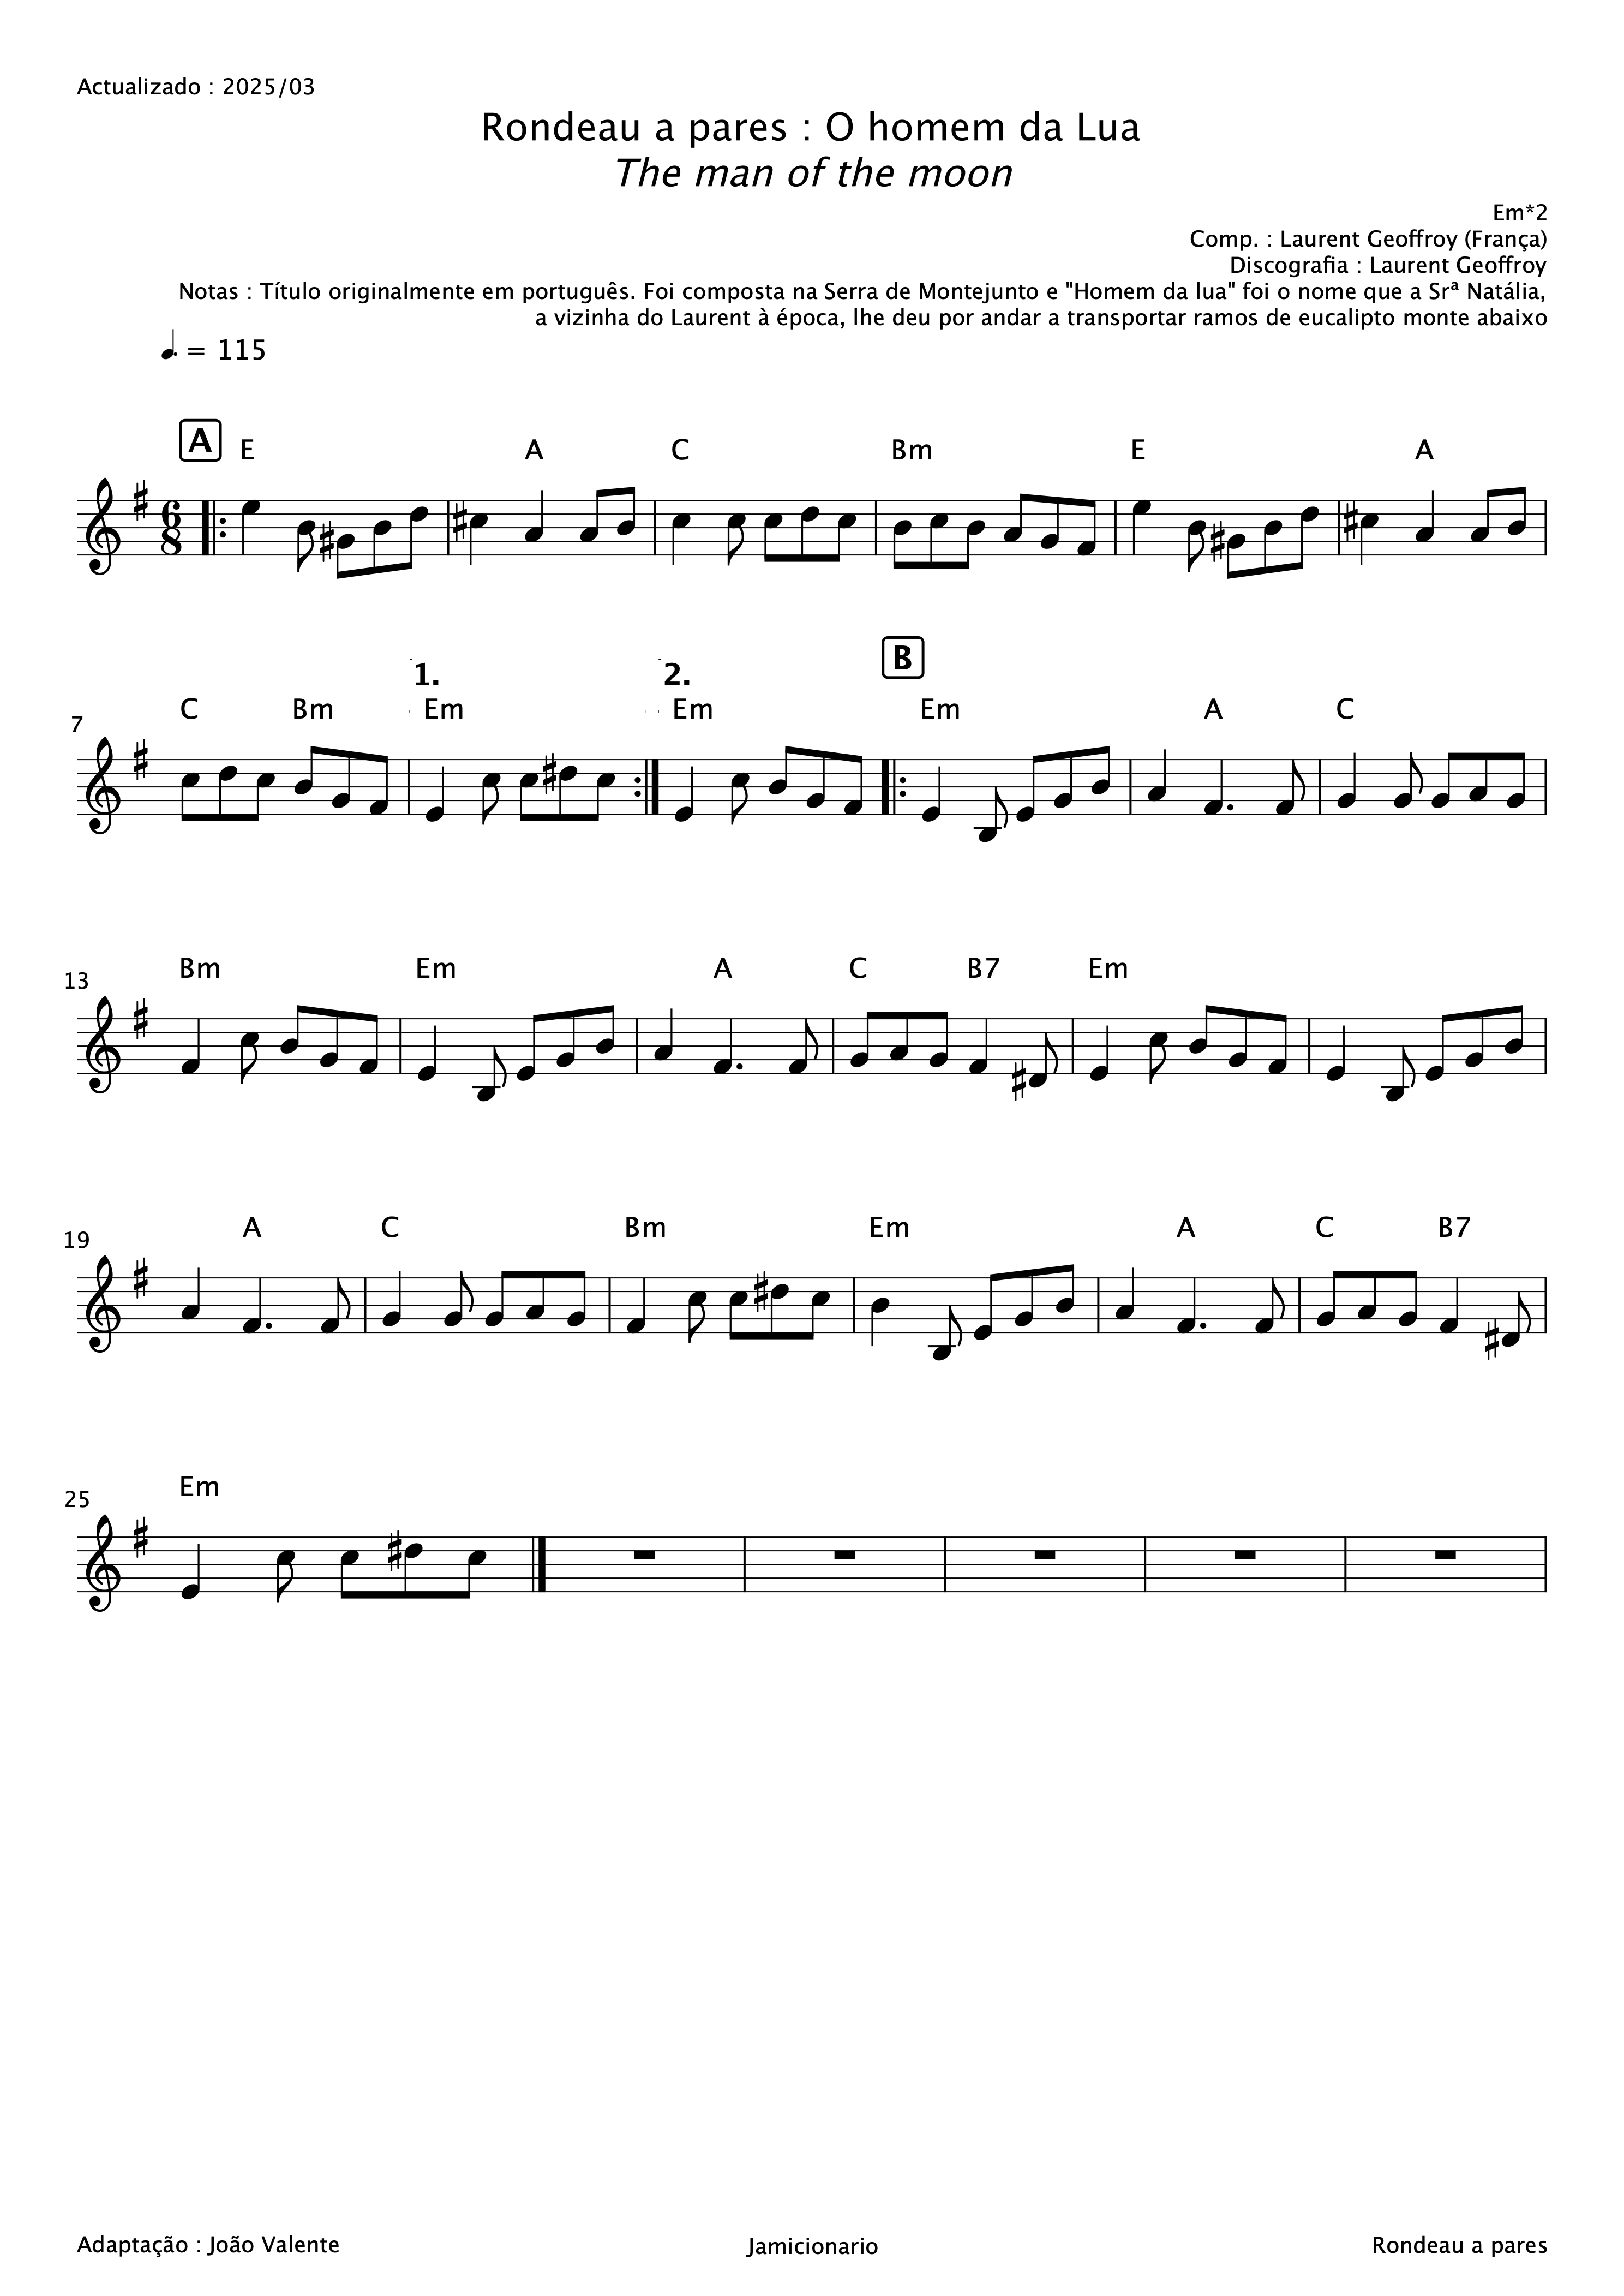 Actualizado : 2025/03
Rondeau a pares : O homem da Lua
The man of the moon
Em*2
Comp. : Laurent Geoffroy (França)
Discografia : Laurent Geoffroy
Notas : Título originalmente em português. Foi composta na Serra de Montejunto e "Homem da lua" foi o nome que a Srª Natália,
a vizinha do Laurent à época, lhe deu por andar a transportar ramos de eucalipto monte abaixo
= 115
A E A C Bm E A
6
8
B
1. 2.
C Bm Em Em Em A C
7
Bm Em A C B7 Em
13
A C Bm Em A C B7
19
Em
25
Adaptação : João Valente Jamicionario Rondeau a pares